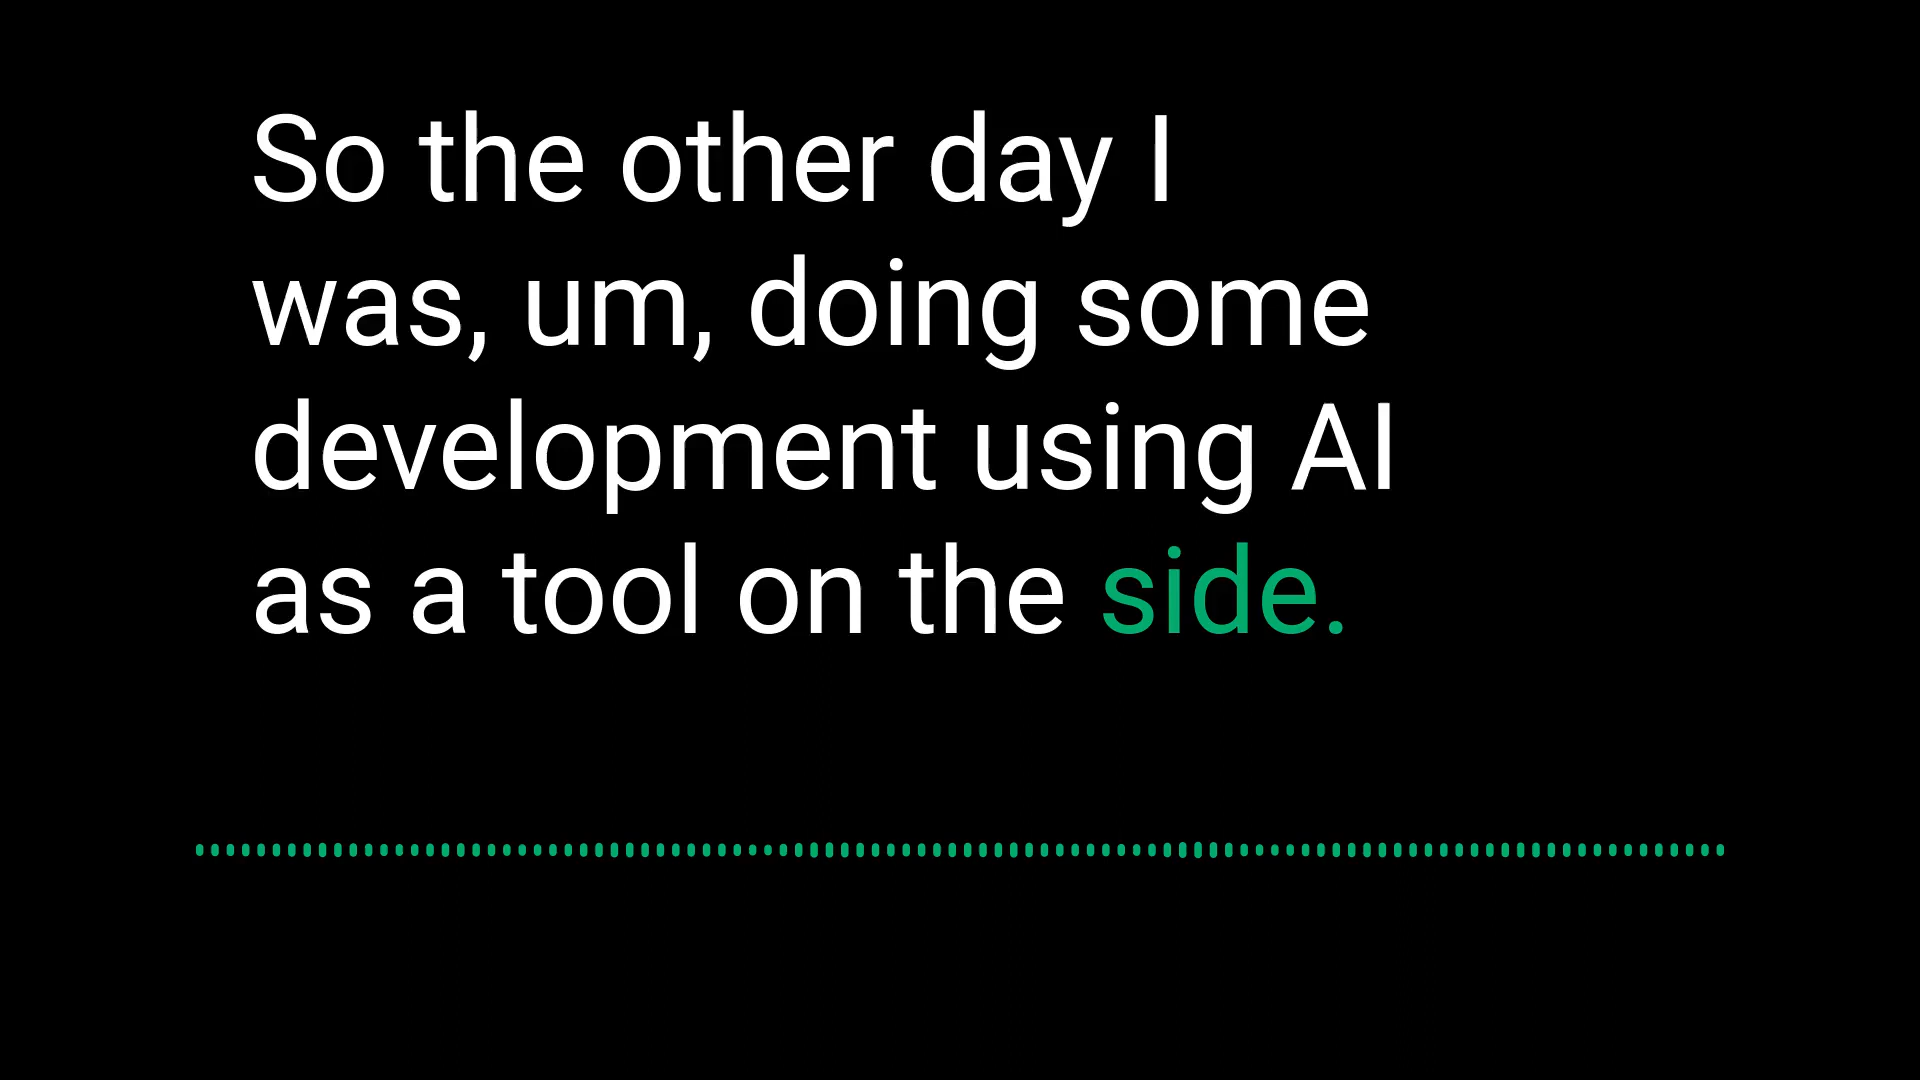 So the other day I
was, um, doing some
development using AI
as a tool on the side.